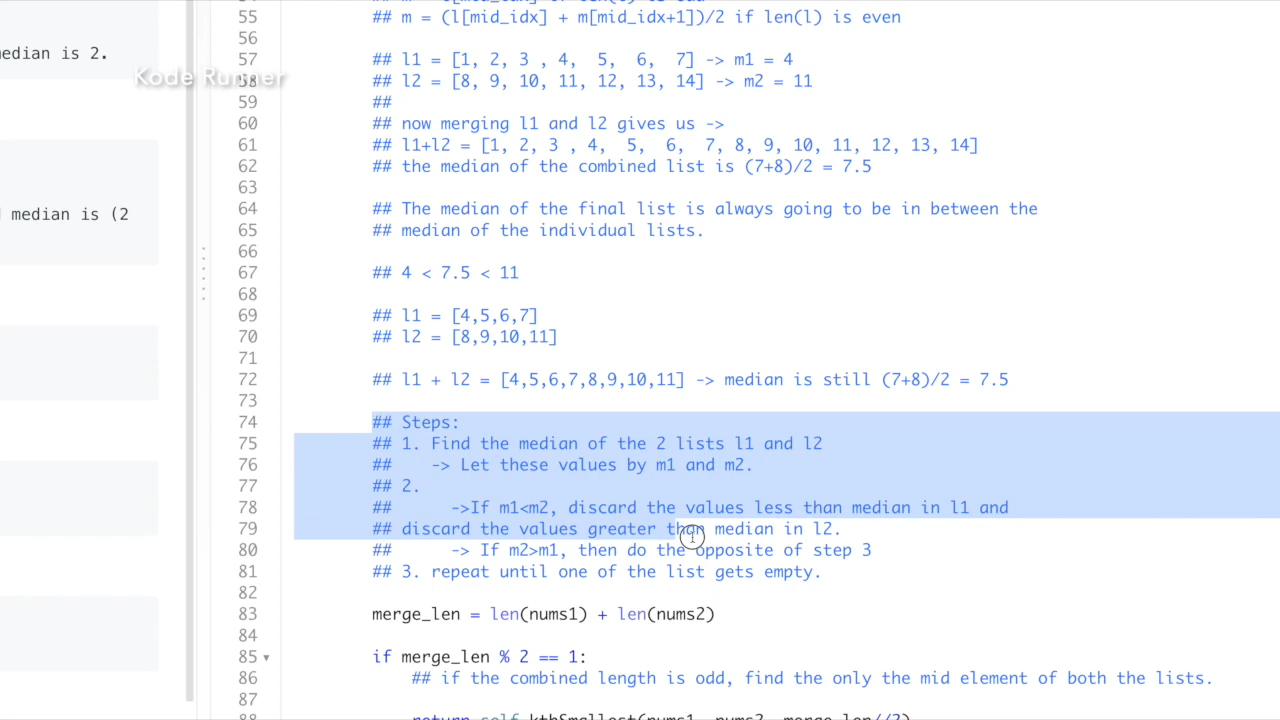 ## m = (l[mid_idx] + m[mid_idx+1])/2 if len(l) is even
55
56
57
## l1 = [1, 2, 3 , 4, 5, 6, 7] -> m1 = 4
median is 2.
Kode Runner
58
## l2 = [8, 9, 10, 11, 12, 13, 14] -> m2 = 11
59
##
60
## now merging l1 and l2 gives us ->
61
## l1+l2 = [1, 2, 3 , 4, 5, 6, 7, 8, 9, 10, 11, 12, 13, 14]
62
## the median of the combined list is (7+8)/2 = 7.5
63
64
## The median of the final list is always going to be in between the
median is (2
65
## median of the individual lists.
66
67
## 4 < 7.5 < 11
68
69
## l1 = [4,5,6,7]
70
## l2 = [8,9,10,11]
71
72
## l1 + l2 = [4,5,6,7,8,9,10,11] -> median is still (7+8)/2 = 7.5
73
74
## Steps:
75
## 1. Find the median of the 2 lists l1 and l2
76
## -> Let these values by m1 and m2.
77
## 2.
78
## ->If m1<m2, discard the values less than median in l1 and
79
## discard the values greater than median in l2.
80
## -> If m2>m1, then do the opposite of step 3
81
## 3. repeat until one of the list gets empty.
82
83
merge_len = len(nums1) + len(nums2)
84
85
if merge_len % 2 == 1:
86
## if the combined length is odd, find the only the mid element of both the lists.
87
88
return self.kthSmallest(nums1, nums2, merge_len//2)